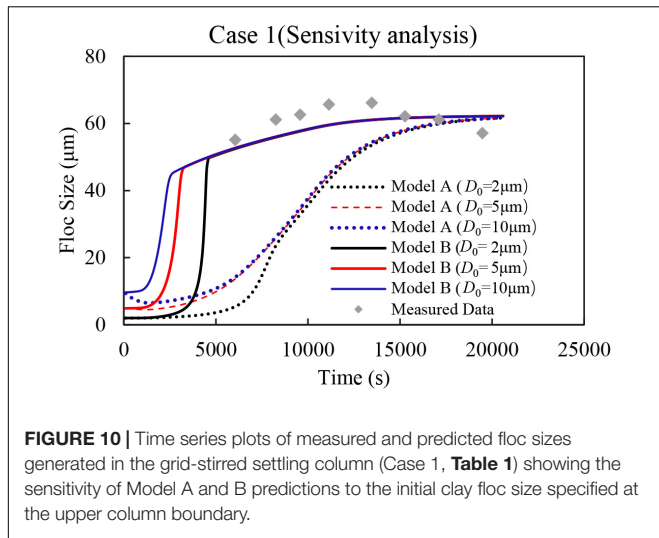 Case 1(Sensivity analysis)
80
60
40
20
0
Floc Size (μm)
0
5000
10000
15000
20000
25000
Time (s)
Model A (D₀=2μm)
Model A (D₀=5μm)
Model A (D₀=10μm)
Model B (D₀= 2μm)
Model B (D₀= 5μm)
Model B (D₀=10μm)
Measured Data
FIGURE 10 | Time series plots of measured and predicted floc sizes
generated in the grid-stirred settling column (Case 1, Table 1) showing the
sensitivity of Model A and B predictions to the initial clay floc size specified at
the upper column boundary.